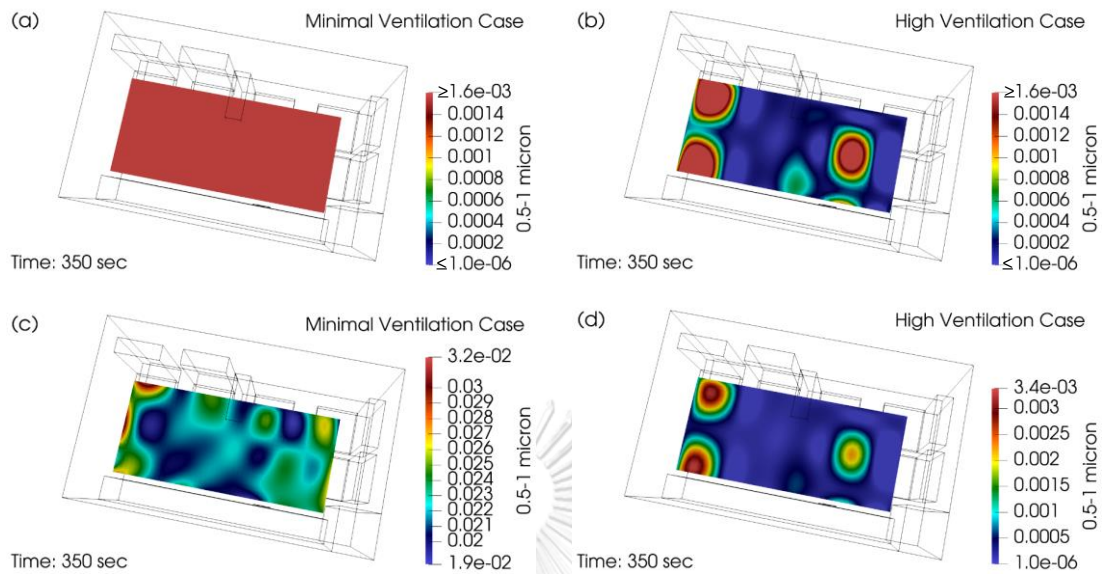 (a)
Minimal Ventilation Case
≥1.6e-03
0.0014
0.0012
0.001
0.0008
0.0006
0.0004
0.0002
≤1.0e-06
0.5-1 micron
Time: 350 sec
(b)
High Ventilation Case
≥1.6e-03
0.0014
0.0012
0.001
0.0008
0.0006
0.0004
0.0002
≤1.0e-06
0.5-1 micron
Time: 350 sec
(c)
Minimal Ventilation Case
3.2e-02
0.03
0.029
0.028
0.027
0.025
0.024
0.023
0.021
0.02
1.9e-02
0.5-1 micron
Time: 350 sec
(d)
High Ventilation Case
3.4e-03
0.003
0.0025
0.002
0.0015
0.001
0.0005
1.0e-06
0.5-1 micron
Time: 350 sec